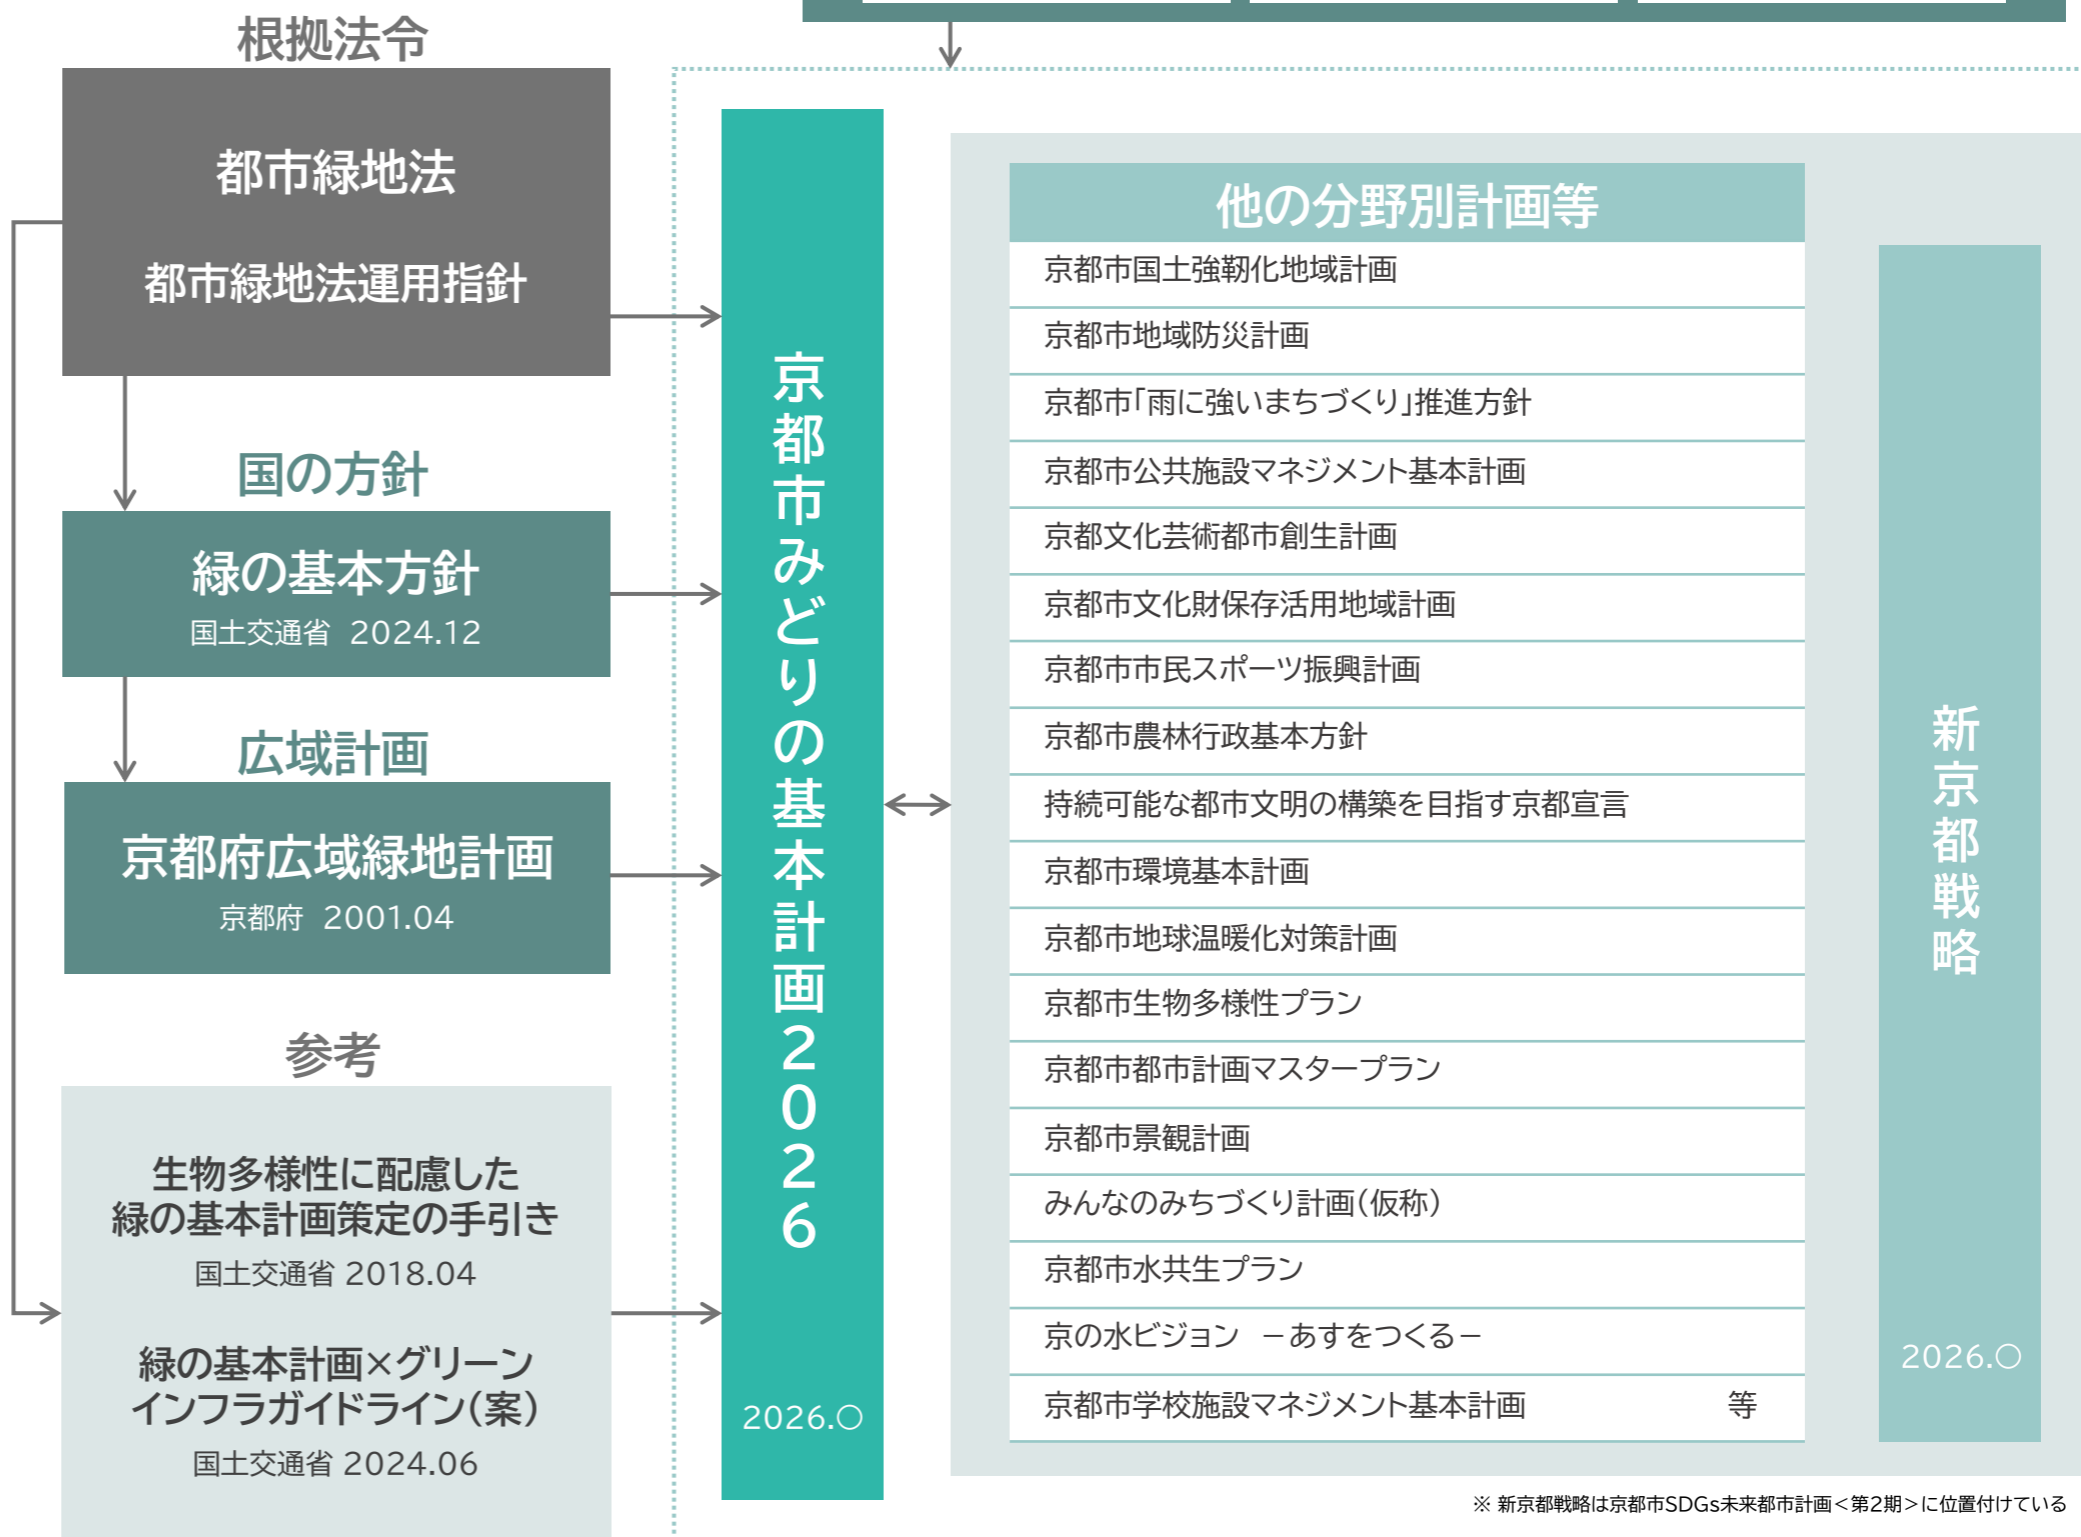 根拠法令
都市緑地法
都市緑地法運用指針
国の方針
緑の基本方針
国土交通省 2024.12
広域計画
京都府広域緑地計画
京都府 2001.04
参考
生物多様性に配慮した
緑の基本計画策定の手引き
国土交通省 2018.04
緑の基本計画×グリーン
インフラガイドライン（案）
国土交通省 2024.06
京都市みどりの基本計画2026
2026.○
他の分野別計画等
京都市国土強靭化地域計画
京都市地域防災計画
京都市「雨に強いまちづくり」推進方針
京都市公共施設マネジメント基本計画
京都文化芸術都市創生計画
京都市文化財保存活用地域計画
京都市市民スポーツ振興計画
京都市農林行政基本方針
持続可能な都市文明の構築を目指す京都宣言
京都市環境基本計画
京都市地球温暖化対策計画
京都市生物多様性プラン
京都市都市計画マスタープラン
京都市景観計画
みんなのみちづくり計画（仮称）
京都市水共生プラン
京の水ビジョン －あすをつくる－
京都市学校施設マネジメント基本計画 等
新京都戦略
2026.○
※ 新京都戦略は京都市SDGs未来都市計画＜第2期＞に位置付けている